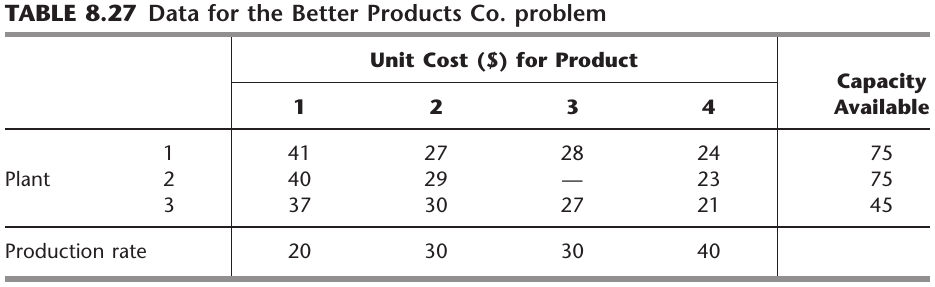 TABLE 8.27 Data for the Better Products Co. problem
Unit Cost ($) for Product
Capacity
Available
1 2 3 4
1 41 27 28 24 75
Plant 2 40 29 — 23 75
3 37 30 27 21 45
Production rate 20 30 30 40